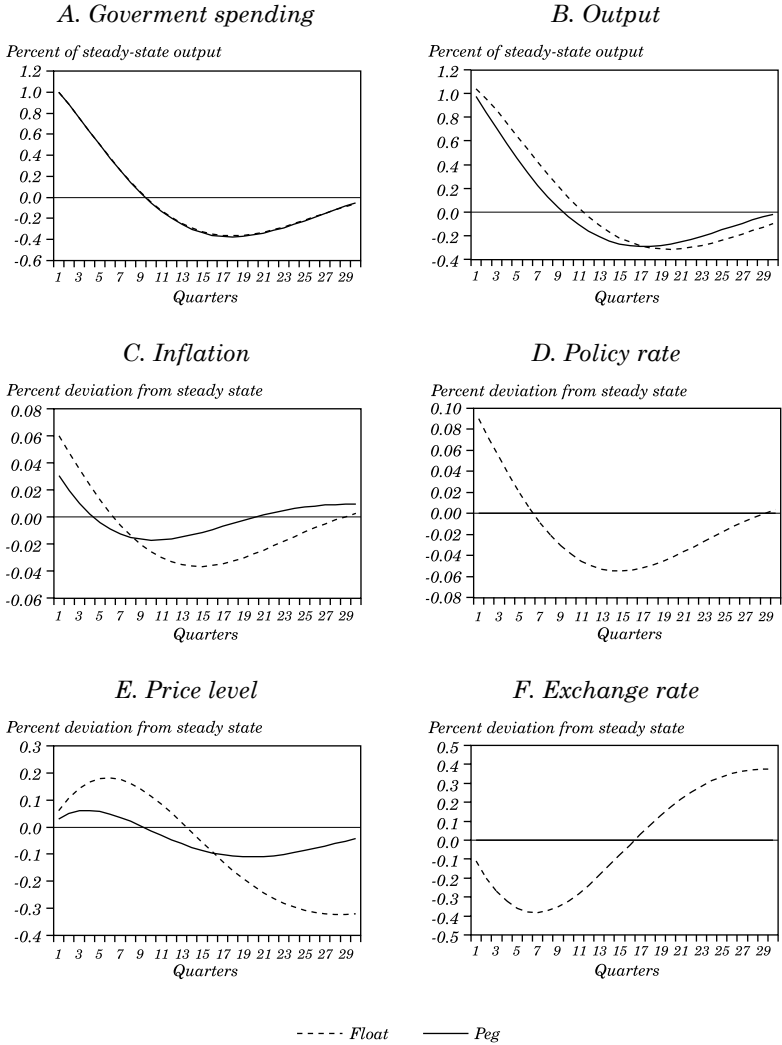 A. Goverment spending
Percent of steady-state output
1.2
1.0
0.8
0.6
0.4
0.2
0.0
-0.2
-0.4
-0.6
1 3 5 7 9 11 13 15 17 19 21 23 25 27 29
Quarters
B. Output
Percent of steady-state output
1.2
1.0
0.8
0.6
0.4
0.2
0.0
-0.2
-0.4
1 3 5 7 9 11 13 15 17 19 21 23 25 27 29
Quarters
C. Inflation
Percent deviation from steady state
0.08
0.06
0.04
0.02
0.00
-0.02
-0.04
-0.06
1 3 5 7 9 11 13 15 17 19 21 23 25 27 29
Quarters
D. Policy rate
Percent deviation from steady state
0.10
0.08
0.06
0.04
0.02
0.00
-0.02
-0.04
-0.06
-0.08
1 3 5 7 9 11 13 15 17 19 21 23 25 27 29
Quarters
E. Price level
Percent deviation from steady state
0.3
0.2
0.1
0.0
-0.1
-0.2
-0.3
-0.4
1 3 5 7 9 11 13 15 17 19 21 23 25 27 29
Quarters
F. Exchange rate
Percent deviation from steady state
0.5
0.4
0.3
0.2
0.1
0.0
-0.1
-0.2
-0.3
-0.4
-0.5
1 3 5 7 9 11 13 15 17 19 21 23 25 27 29
Quarters
Float Peg